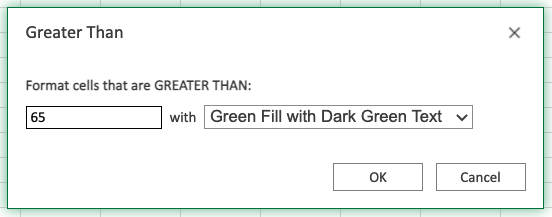 Greater Than
Format cells that are GREATER THAN:
65 with Green Fill with Dark Green Text
OK Cancel